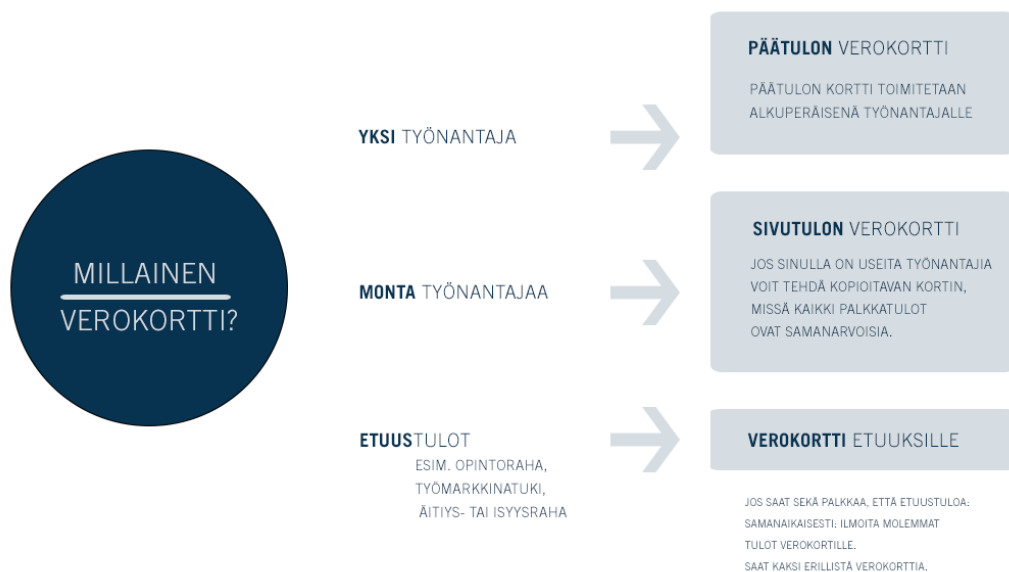 MILLAINEN
VEROKORTTI?
YKSI TYÖNANTAJA
PÄÄTULON VEROKORTTI
PÄÄTULON KORTTI TOIMITETAAN
ALKUPERÄISENÄ TYÖNANTAJALLE
MONTA TYÖNANTAJAA
SIVUTULON VEROKORTTI
JOS SINULLA ON USEITA TYÖNANTAJIA
VOIT TEHDÄ KOPIOITAVAN KORTIN,
MISSÄ KAIKKI PALKKATULOT
OVAT SAMANARVOISIA.
ETUUSTULOT
ESIM. OPINTORAHA,
TYÖMARKKINATUKI,
ÄITIYS- TAI ISYYSRAHA
VEROKORTTI ETUUKSILLE
JOS SAAT SEKÄ PALKKAA, ETTÄ ETUUSTULOA:
SAMANAIKAISESTI: ILMOITA MOLEMMAT
TULOT VEROKORTILLE.
SAAT KAKSI ERILLISTÄ VEROKORTTIA.